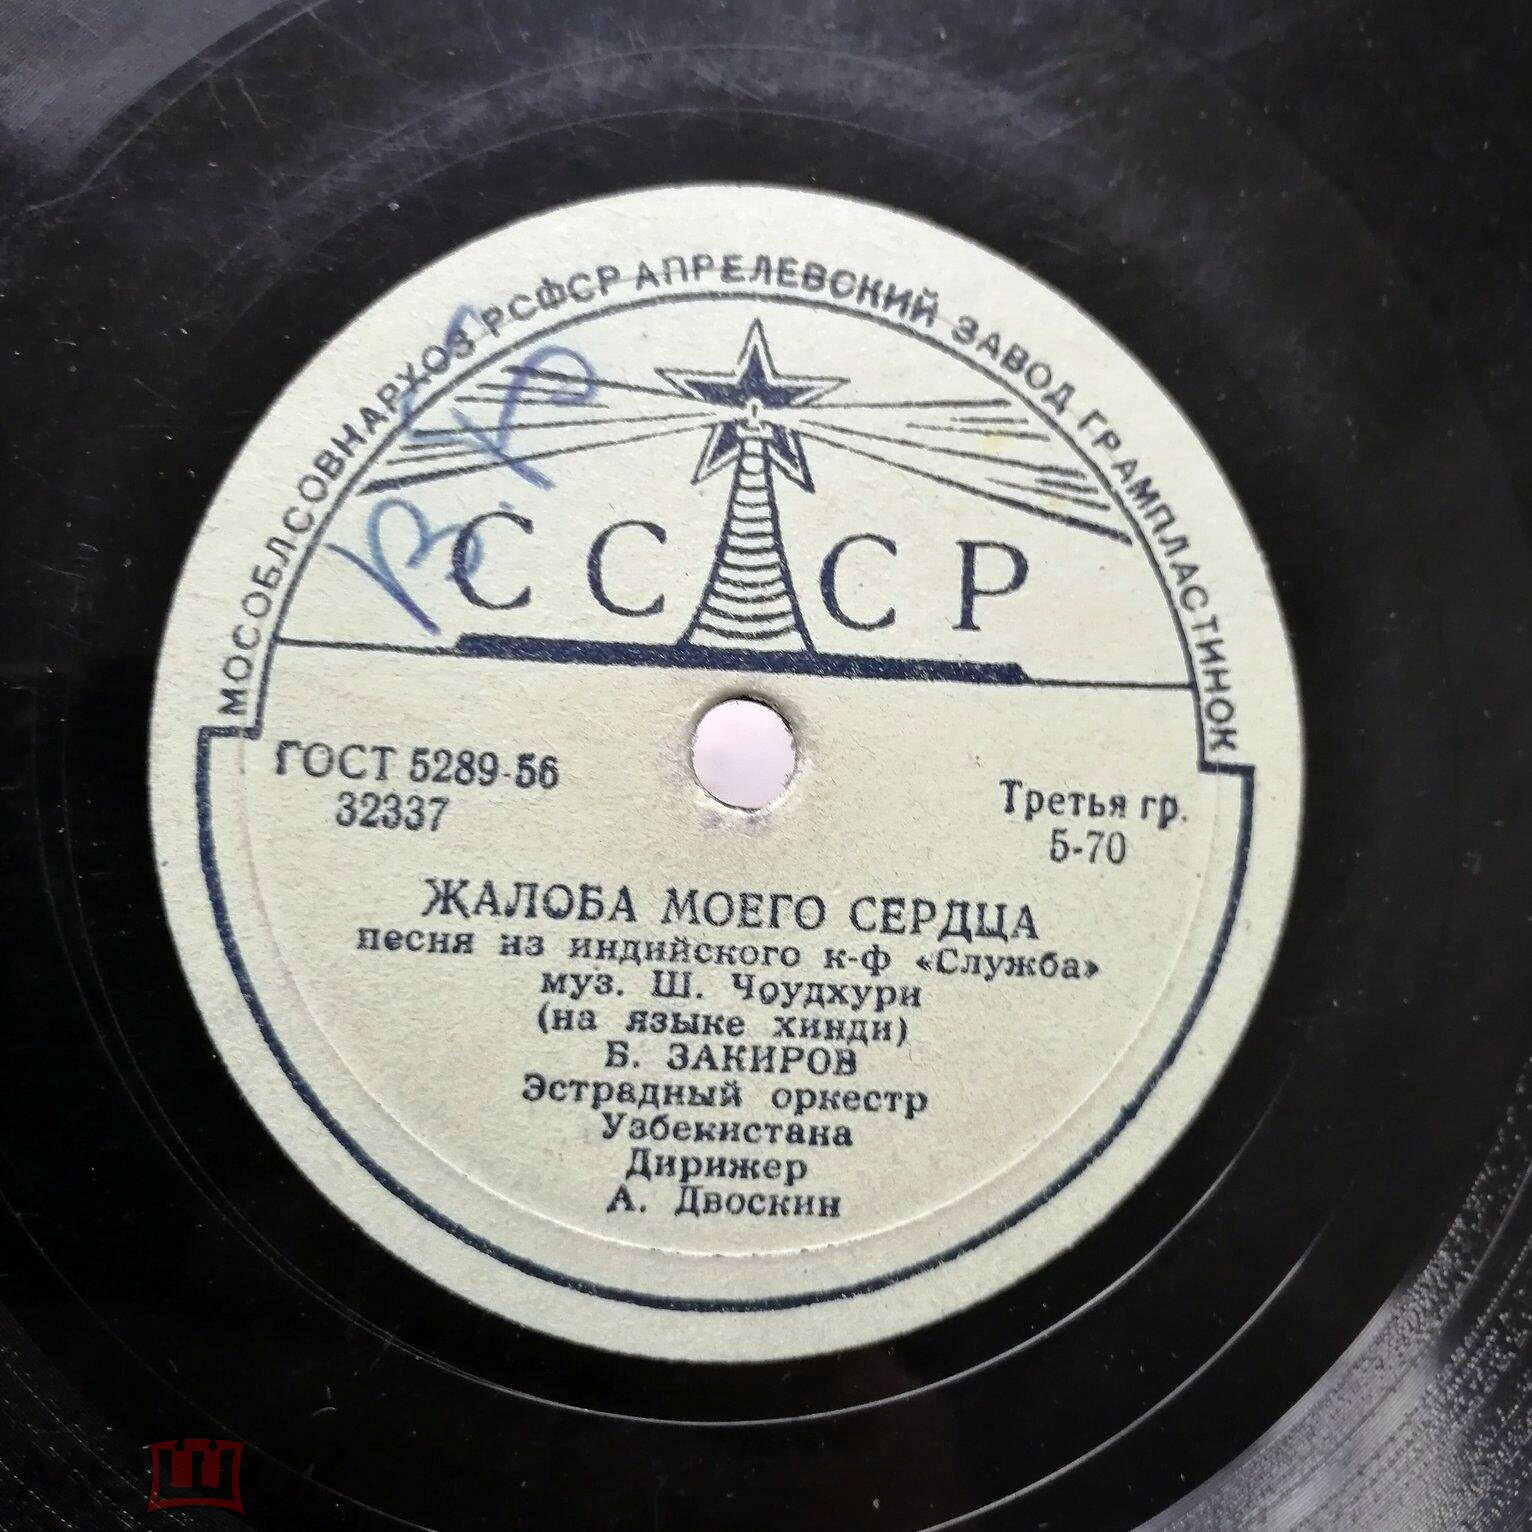 МОСОБЛСОВНАРХОЗ РСФСР АПРЕЛЕВСКИЙ ЗАВОД ГРАМПЛАСТИНОК
СССР
ГОСТ 5289-56
32337
Третья гр.
5-70
ЖАЛОБА МОЕГО СЕРДЦА
песня из индийского к-ф «Служба»
муз. Ш. Чоудхури
(на языке хинди)
Б. ЗАКИРОВ
Эстрадный оркестр
Узбекистана
Дирижер
А. Двоскин